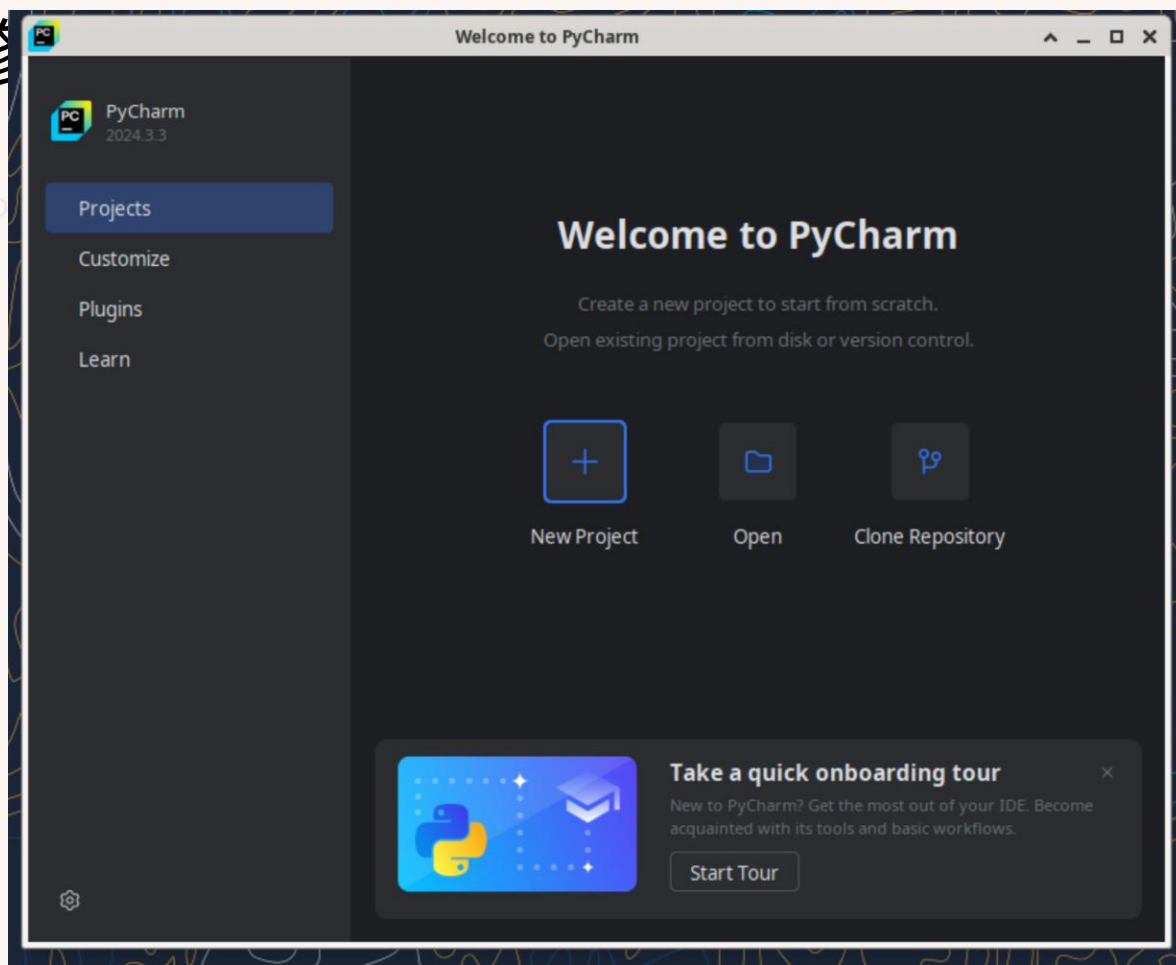 Welcome to PyCharm
PC
PyCharm
2024.3.3
Projects
Customize
Plugins
Learn
Welcome to PyCharm
Create a new project to start from scratch.
Open existing project from disk or version control.
New Project
Open
Clone Repository
Take a quick onboarding tour
New to PyCharm? Get the most out of your IDE. Become
acquainted with its tools and basic workflows.
Start Tour